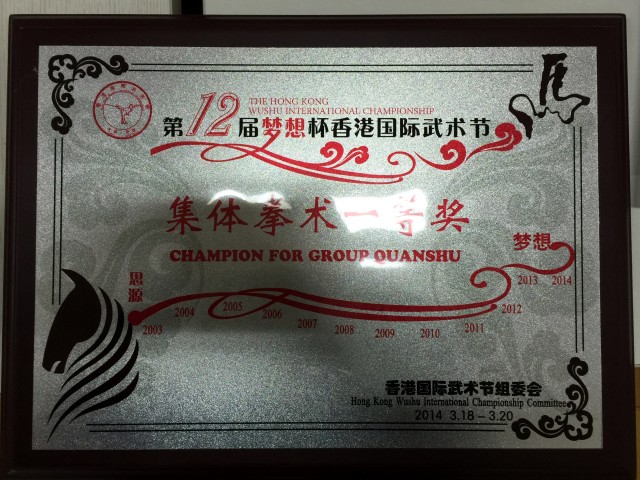 THE HONG KONG
WUSHU INTERNATIONAL CHAMPIONSHIP
第12届梦想杯香港国际武术节
集体拳术一等奖
CHAMPION FOR GROUP QUANSHU
梦想
思源
2003
2004
2005
2006
2007
2008
2009
2010
2011
2012
2013
2014
香港国际武术节组委会
Hong Kong Wushu International Championship Committee
2014 3.18 – 3.20